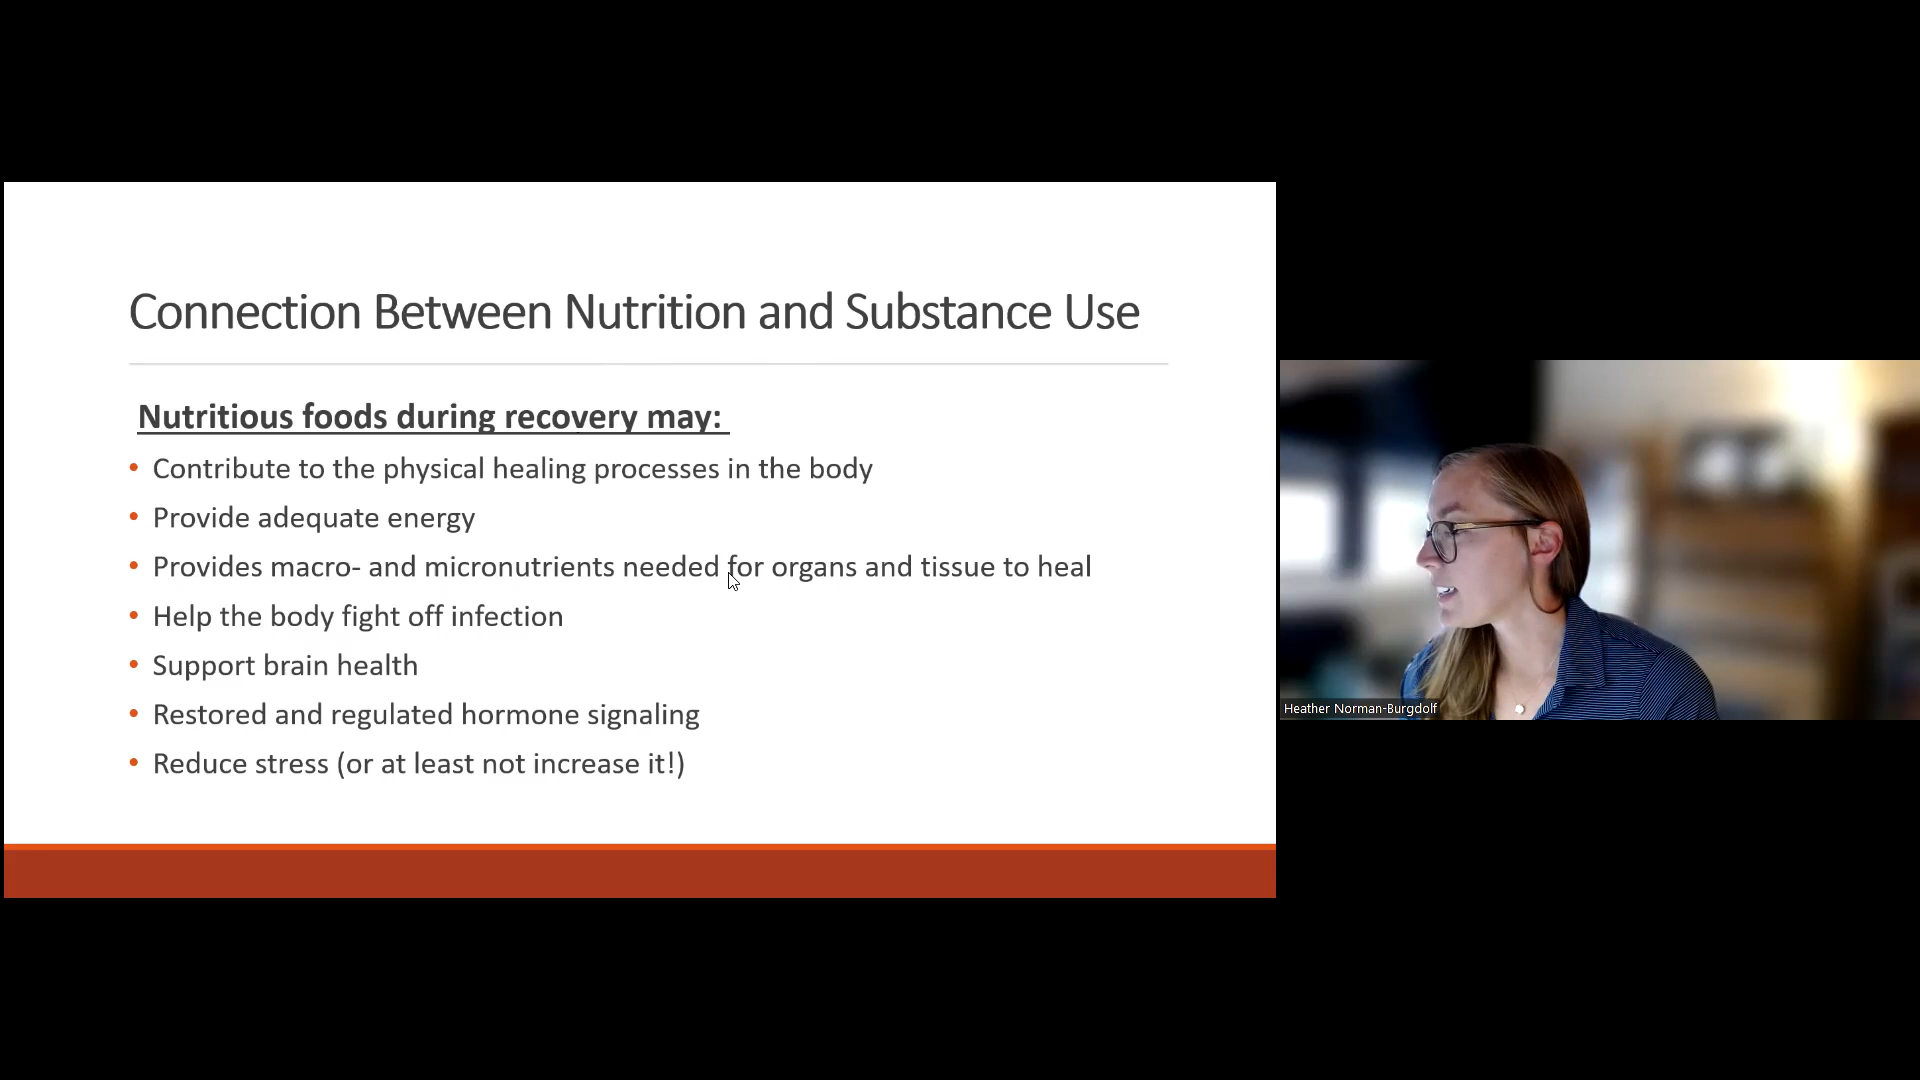 Connection Between Nutrition and Substance Use
Nutritious foods during recovery may:
• Contribute to the physical healing processes in the body
• Provide adequate energy
• Provides macro- and micronutrients needed for organs and tissue to heal
• Help the body fight off infection
• Support brain health
• Restored and regulated hormone signaling
• Reduce stress (or at least not increase it!)
Heather Norman-Burgdolf